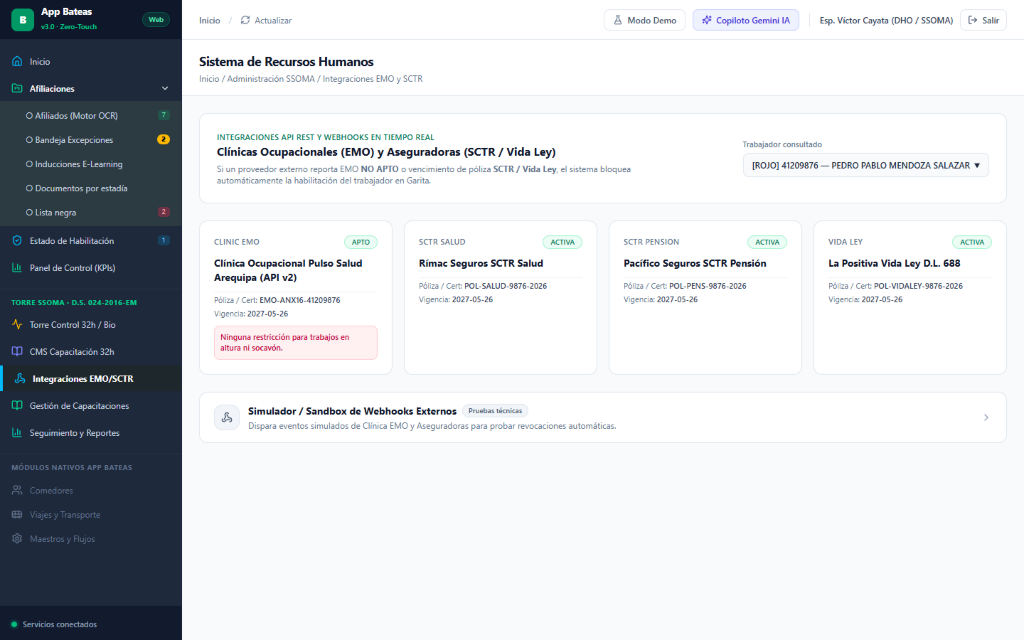 B
App Bateas
v3.0 · Zero-Touch
Web
Inicio
Afiliaciones
Afiliados (Motor OCR)
7
Bandeja Excepciones
2
Inducciones E-Learning
Documentos por estadía
Lista negra
2
Estado de Habilitación
1
Panel de Control (KPIs)
TORRE SSOMA - D.S. 024-2016-EM
Torre Control 32h / Bio
CMS Capacitación 32h
Integraciones EMO/SCTR
Gestión de Capacitaciones
Seguimiento y Reportes
MÓDULOS NATIVOS APP BATEAS
Comedores
Viajes y Transporte
Maestros y Flujos
Servicios conectados
Inicio / Actualizar
Modo Demo
Copiloto Gemini IA
Esp. Víctor Cayata (DHO / SSOMA)
Salir
Sistema de Recursos Humanos
Inicio / Administración SSOMA / Integraciones EMO y SCTR
INTEGRACIONES API REST Y WEBHOOKS EN TIEMPO REAL
Clínicas Ocupacionales (EMO) y Aseguradoras (SCTR / Vida Ley)
Si un proveedor externo reporta EMO NO APTO o vencimiento de póliza SCTR / Vida Ley, el sistema bloquea
automáticamente la habilitación del trabajador en Garita.
Trabajador consultado
[ROJO] 41209876 — PEDRO PABLO MENDOZA SALAZAR ▼
CLINIC EMO
APTO
Clínica Ocupacional Pulso Salud
Arequipa (API v2)
Póliza / Cert: EMO-ANX16-41209876
Vigencia: 2027-05-26
Ninguna restricción para trabajos en
altura ni socavón.
SCTR SALUD
ACTIVA
Rímac Seguros SCTR Salud
Póliza / Cert: POL-SALUD-9876-2026
Vigencia: 2027-05-26
SCTR PENSION
ACTIVA
Pacífico Seguros SCTR Pensión
Póliza / Cert: POL-PENS-9876-2026
Vigencia: 2027-05-26
VIDA LEY
ACTIVA
La Positiva Vida Ley D.L. 688
Póliza / Cert: POL-VIDALEY-9876-2026
Vigencia: 2027-05-26
Simulador / Sandbox de Webhooks Externos
Pruebas técnicas
Dispara eventos simulados de Clínica EMO y Aseguradoras para probar revocaciones automáticas.